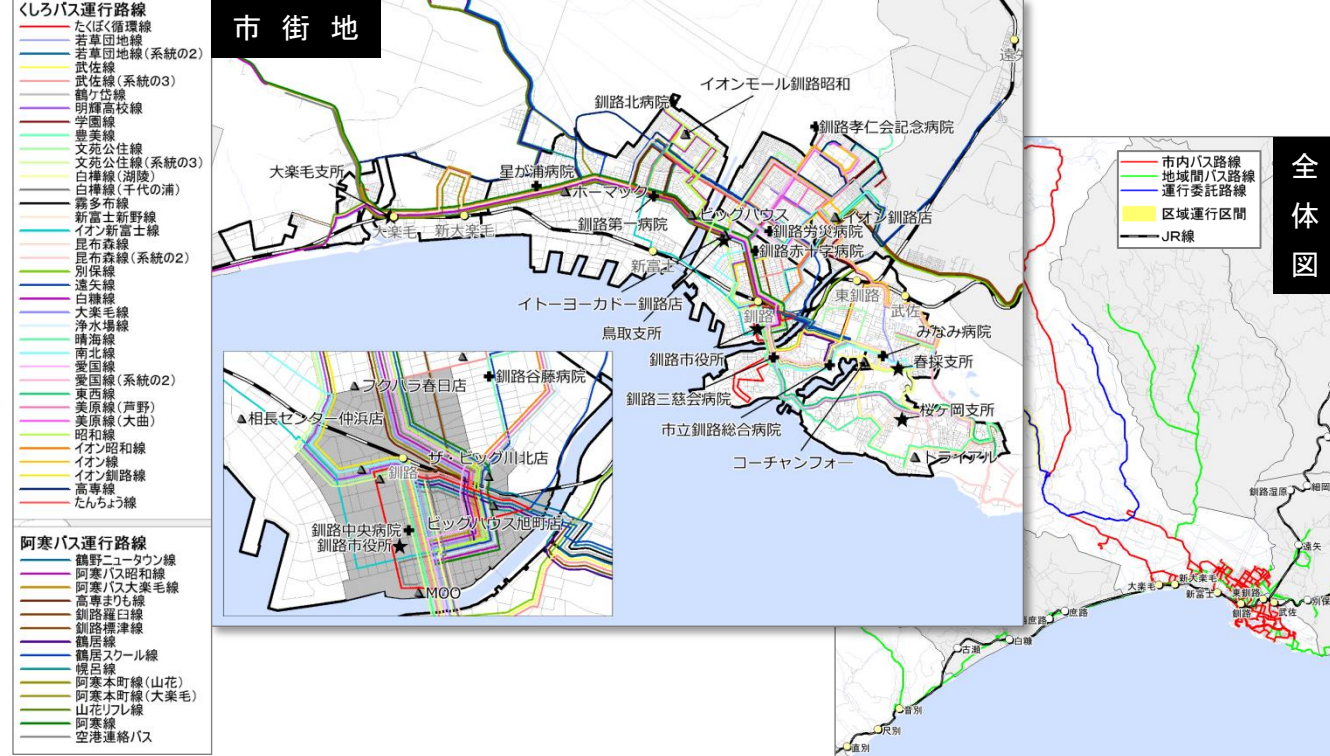 くしろバス運行路線
たくぼく循環線
若草団地線
若草団地線(系統の2)
武佐線
武佐線(系統の3)
鶴ケ岱線
明輝高校線
学園線
豊美線
文苑公住線
文苑公住線(系統の3)
白樺線(湖陵)
白樺線(千代の浦)
霧多布線
新富士新野線
イオン新富士線
昆布森線
昆布森線(系統の2)
別保線
遠矢線
白糠線
大楽毛線
浄水場線
晴海線
南北線
愛国線
愛国線(系統の2)
東西線
美原線(芦野)
美原線(大曲)
昭和線
イオン昭和線
イオン線
イオン釧路線
高専線
たんちょう線
阿寒バス運行路線
鶴野ニュータウン線
阿寒バス昭和線
阿寒バス大楽毛線
高専まりも線
釧路羅臼線
釧路標津線
鶴居線
鶴居スクール線
幌呂線
阿寒本町線(山花)
阿寒本町線(大楽毛)
山花リフレ線
阿寒線
空港連絡バス
市街地
遠矢
イオンモール釧路昭和
釧路北病院
釧路孝仁会記念病院
大楽毛支所
星が浦病院
ホーマック
ビッグハウス
イオン釧路店
大楽毛
新大楽毛
釧路第一病院
釧路労災病院
釧路赤十字病院
新富士
東釧路
イトーヨーカドー釧路店
武佐
釧路
鳥取支所
みなみ病院
釧路市役所
春採支所
釧路三慈会病院
桜ケ岡支所
市立釧路総合病院
コーチャンフォー
トライアル
フクハラ春日店
釧路谷藤病院
相長センター仲浜店
ザ・ビッグ川北店
釧路
釧路中央病院
ビッグハウス旭町店
釧路市役所
MOO
全体図
市内バス路線
地域間バス路線
運行委託路線
区域運行区間
JR線
釧路湿原
細岡
遠矢
大楽毛
新大楽毛
新富士
東釧路
別保
釧路
武佐
庶路
西庶路
白糠
古瀬
音別
尺別
直別